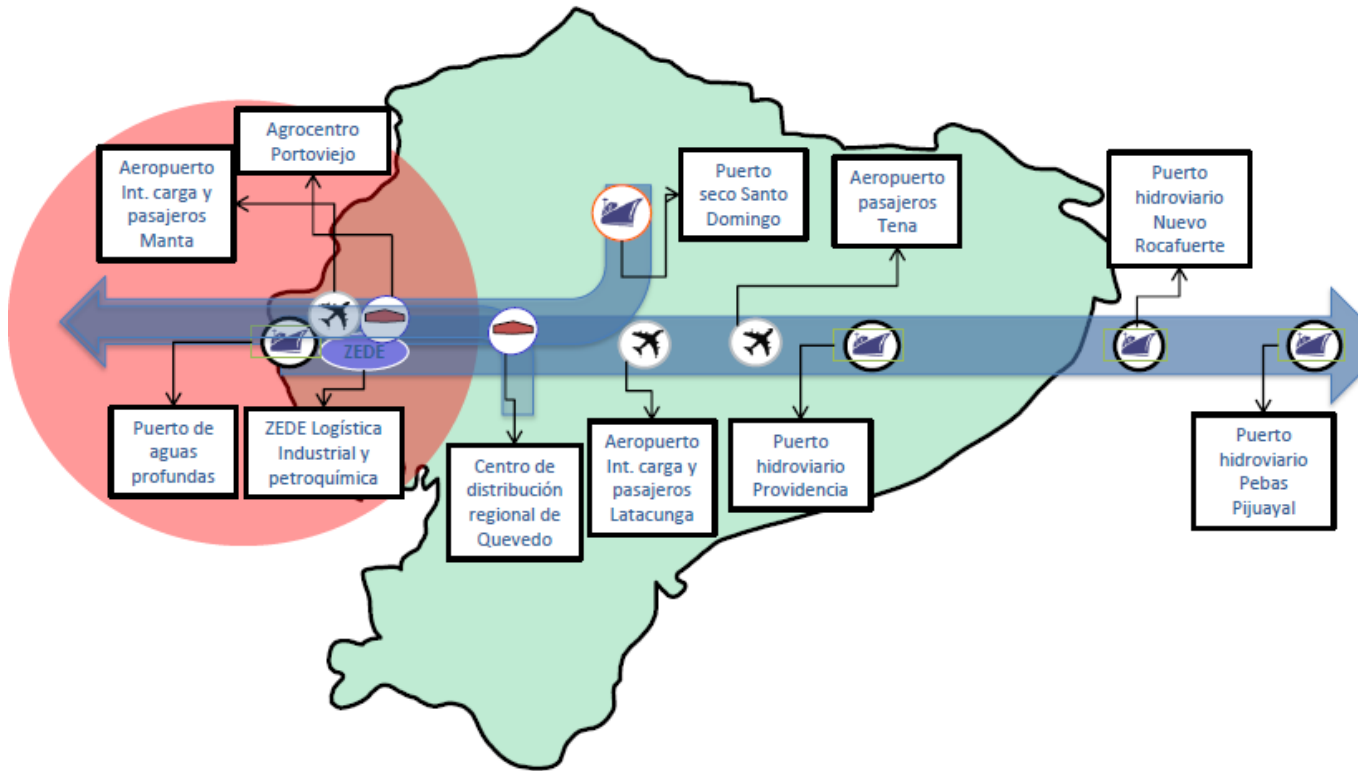 Agrocentro
Portoviejo
Aeropuerto
Int. carga y
pasajeros
Manta
Puerto
seco Santo
Domingo
Aeropuerto
pasajeros
Tena
Puerto
hidroviario
Nuevo
Rocafuerte
ZEDE
Puerto de
aguas
profundas
ZEDE Logística
Industrial y
petroquímica
Centro de
distribución
regional de
Quevedo
Aeropuerto
Int. carga y
pasajeros
Latacunga
Puerto
hidroviario
Providencia
Puerto
hidroviario
Pebas
Pijuayal